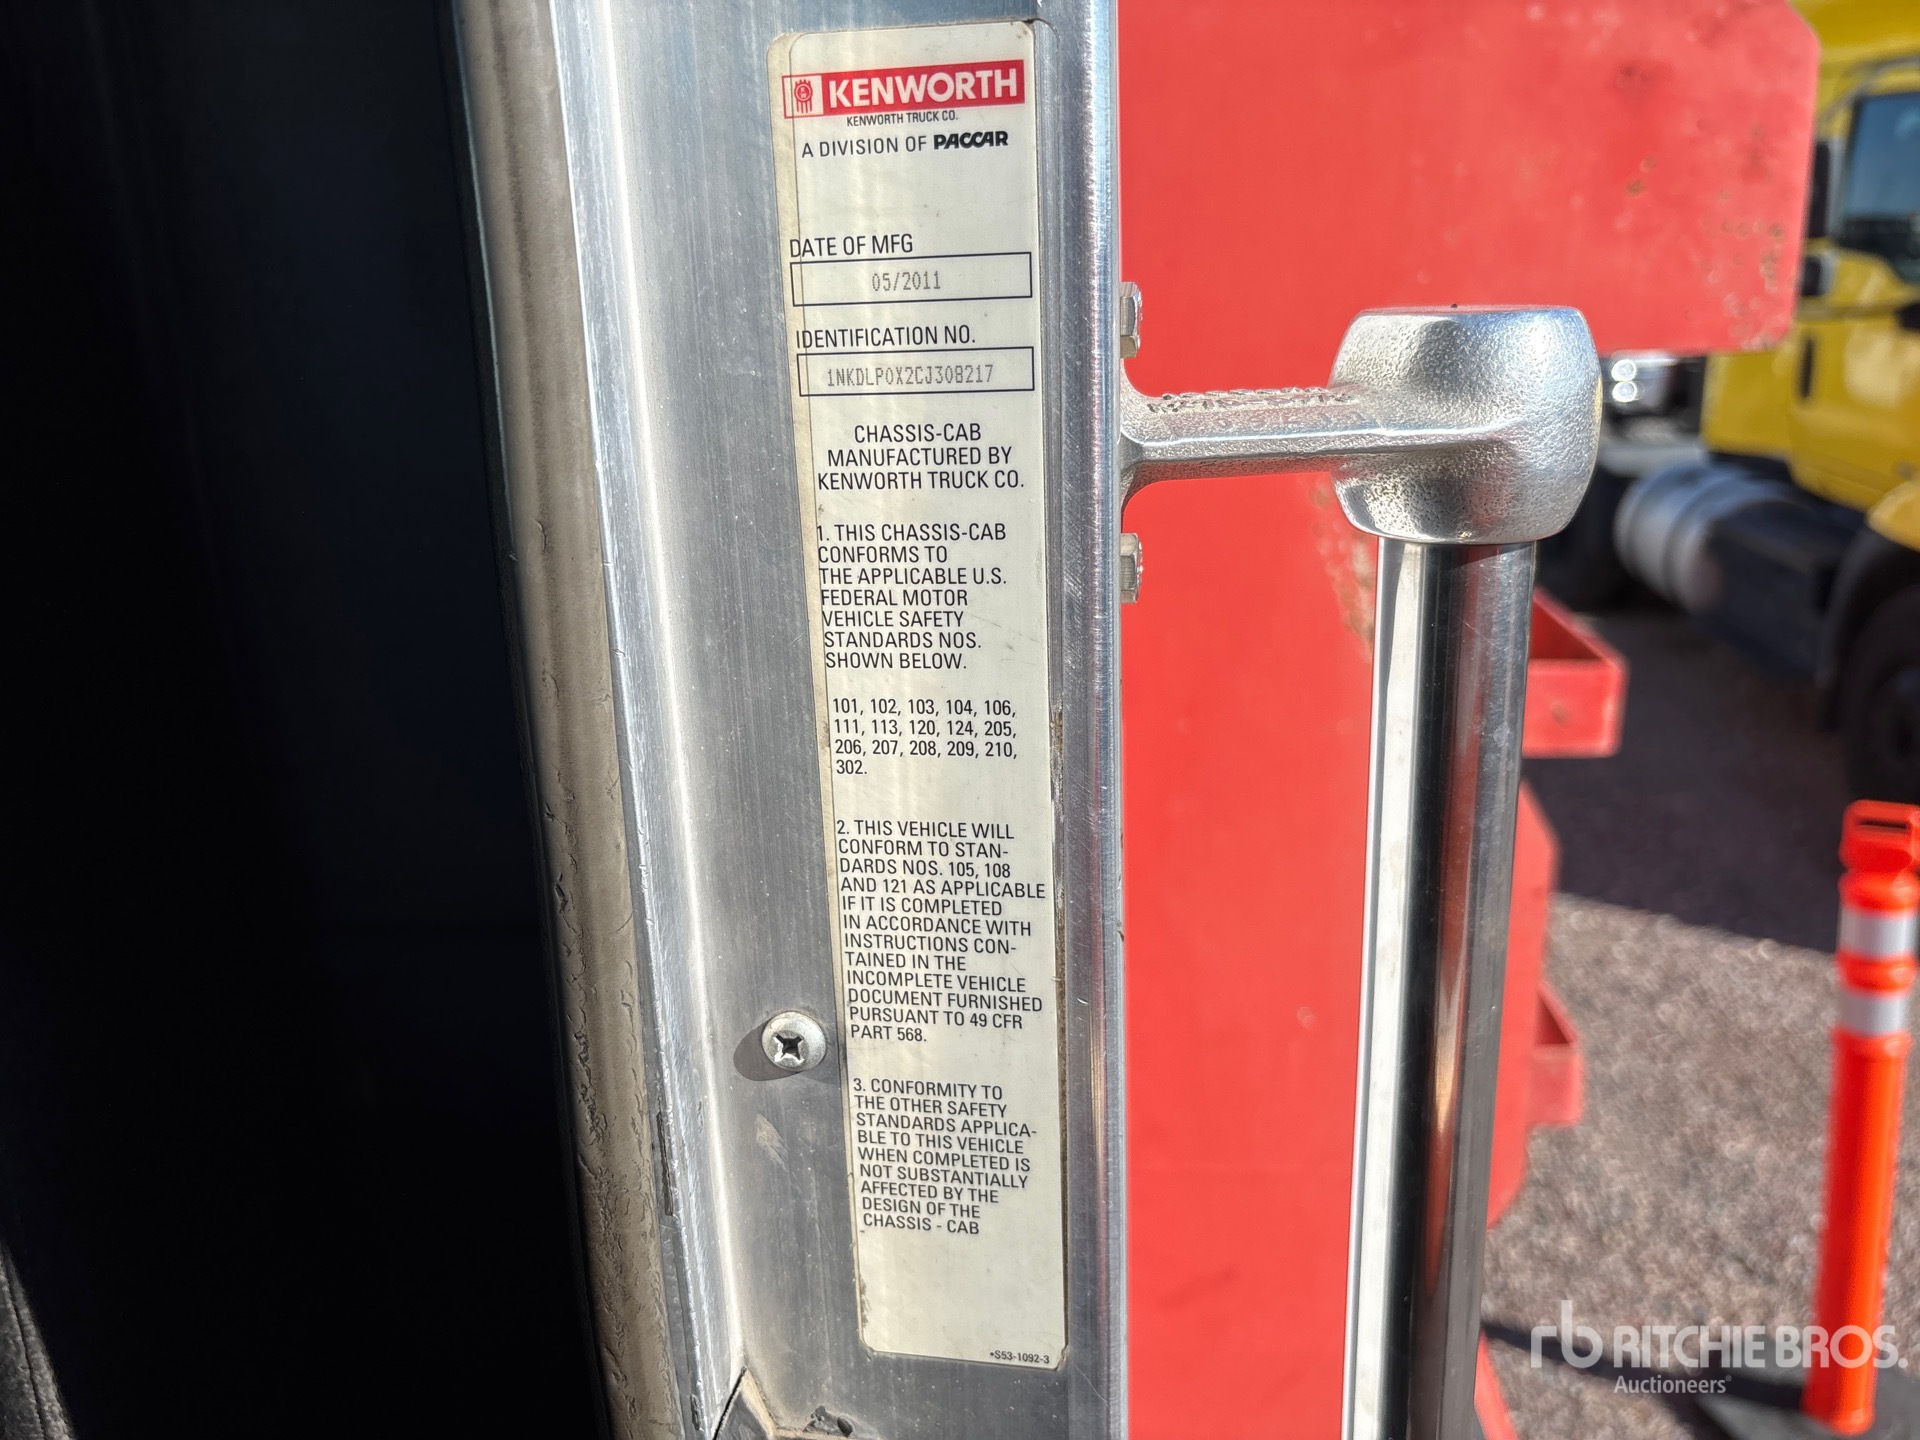 KENWORTH
KENWORTH TRUCK CO.
A DIVISION OF PACCAR
DATE OF MFG
05/2011
IDENTIFICATION NO.
1NKDLP0X2CJ308217
CHASSIS-CAB
MANUFACTURED BY
KENWORTH TRUCK CO.
1. THIS CHASSIS-CAB
CONFORMS TO
THE APPLICABLE U.S.
FEDERAL MOTOR
VEHICLE SAFETY
STANDARDS NOS.
SHOWN BELOW.
101, 102, 103, 104, 106,
111, 113, 120, 124, 205,
206, 207, 208, 209, 210,
302.
2. THIS VEHICLE WILL
CONFORM TO STAN-
DARDS NOS. 105, 108
AND 121 AS APPLICABLE
IF IT IS COMPLETED
IN ACCORDANCE WITH
INSTRUCTIONS CON-
TAINED IN THE
INCOMPLETE VEHICLE
DOCUMENT FURNISHED
PURSUANT TO 49 CFR
PART 568.
3. CONFORMITY TO
THE OTHER SAFETY
STANDARDS APPLICA-
BLE TO THIS VEHICLE
WHEN COMPLETED IS
NOT SUBSTANTIALLY
AFFECTED BY THE
DESIGN OF THE
CHASSIS - CAB
*S53-1092-3
rb RITCHIE BROS.
Auctioneers